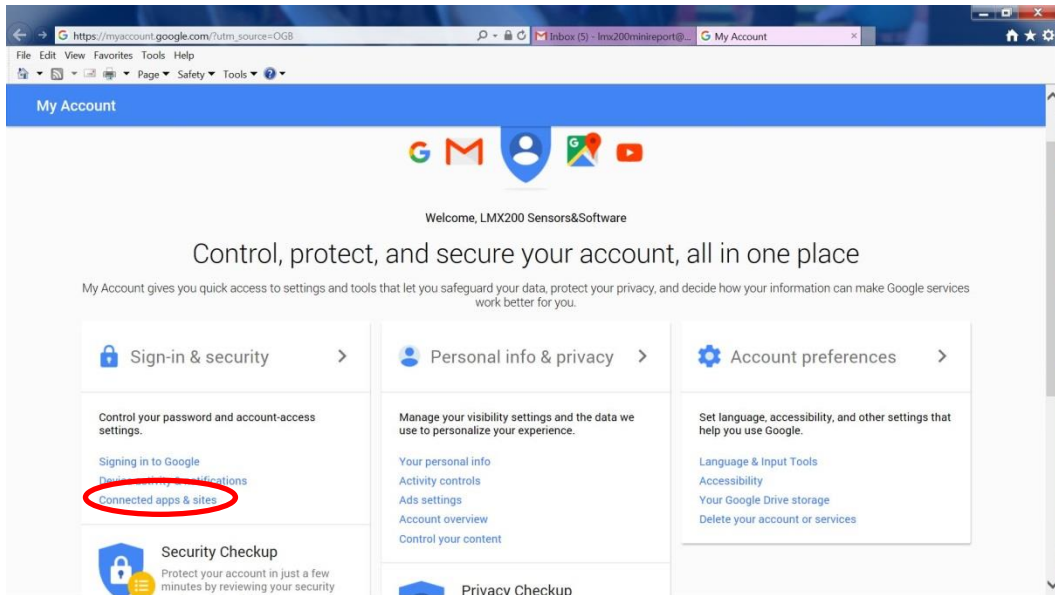 https://myaccount.google.com/?utm_source=OGB
Inbox (5) - lmx200minireport@...
G My Account
File Edit View Favorites Tools Help
Page Safety Tools
My Account
Welcome, LMX200 Sensors&Software
Control, protect, and secure your account, all in one place
My Account gives you quick access to settings and tools that let you safeguard your data, protect your privacy, and decide how your information can make Google services
work better for you.
Sign-in & security
Control your password and account-access
settings.
Signing in to Google
Device activity & notifications
Connected apps & sites
Security Checkup
Protect your account in just a few
minutes by reviewing your security
Personal info & privacy
Manage your visibility settings and the data we
use to personalize your experience.
Your personal info
Activity controls
Ads settings
Account overview
Control your content
Privacy Checkup
Account preferences
Set language, accessibility, and other settings that
help you use Google.
Language & Input Tools
Accessibility
Your Google Drive storage
Delete your account or services